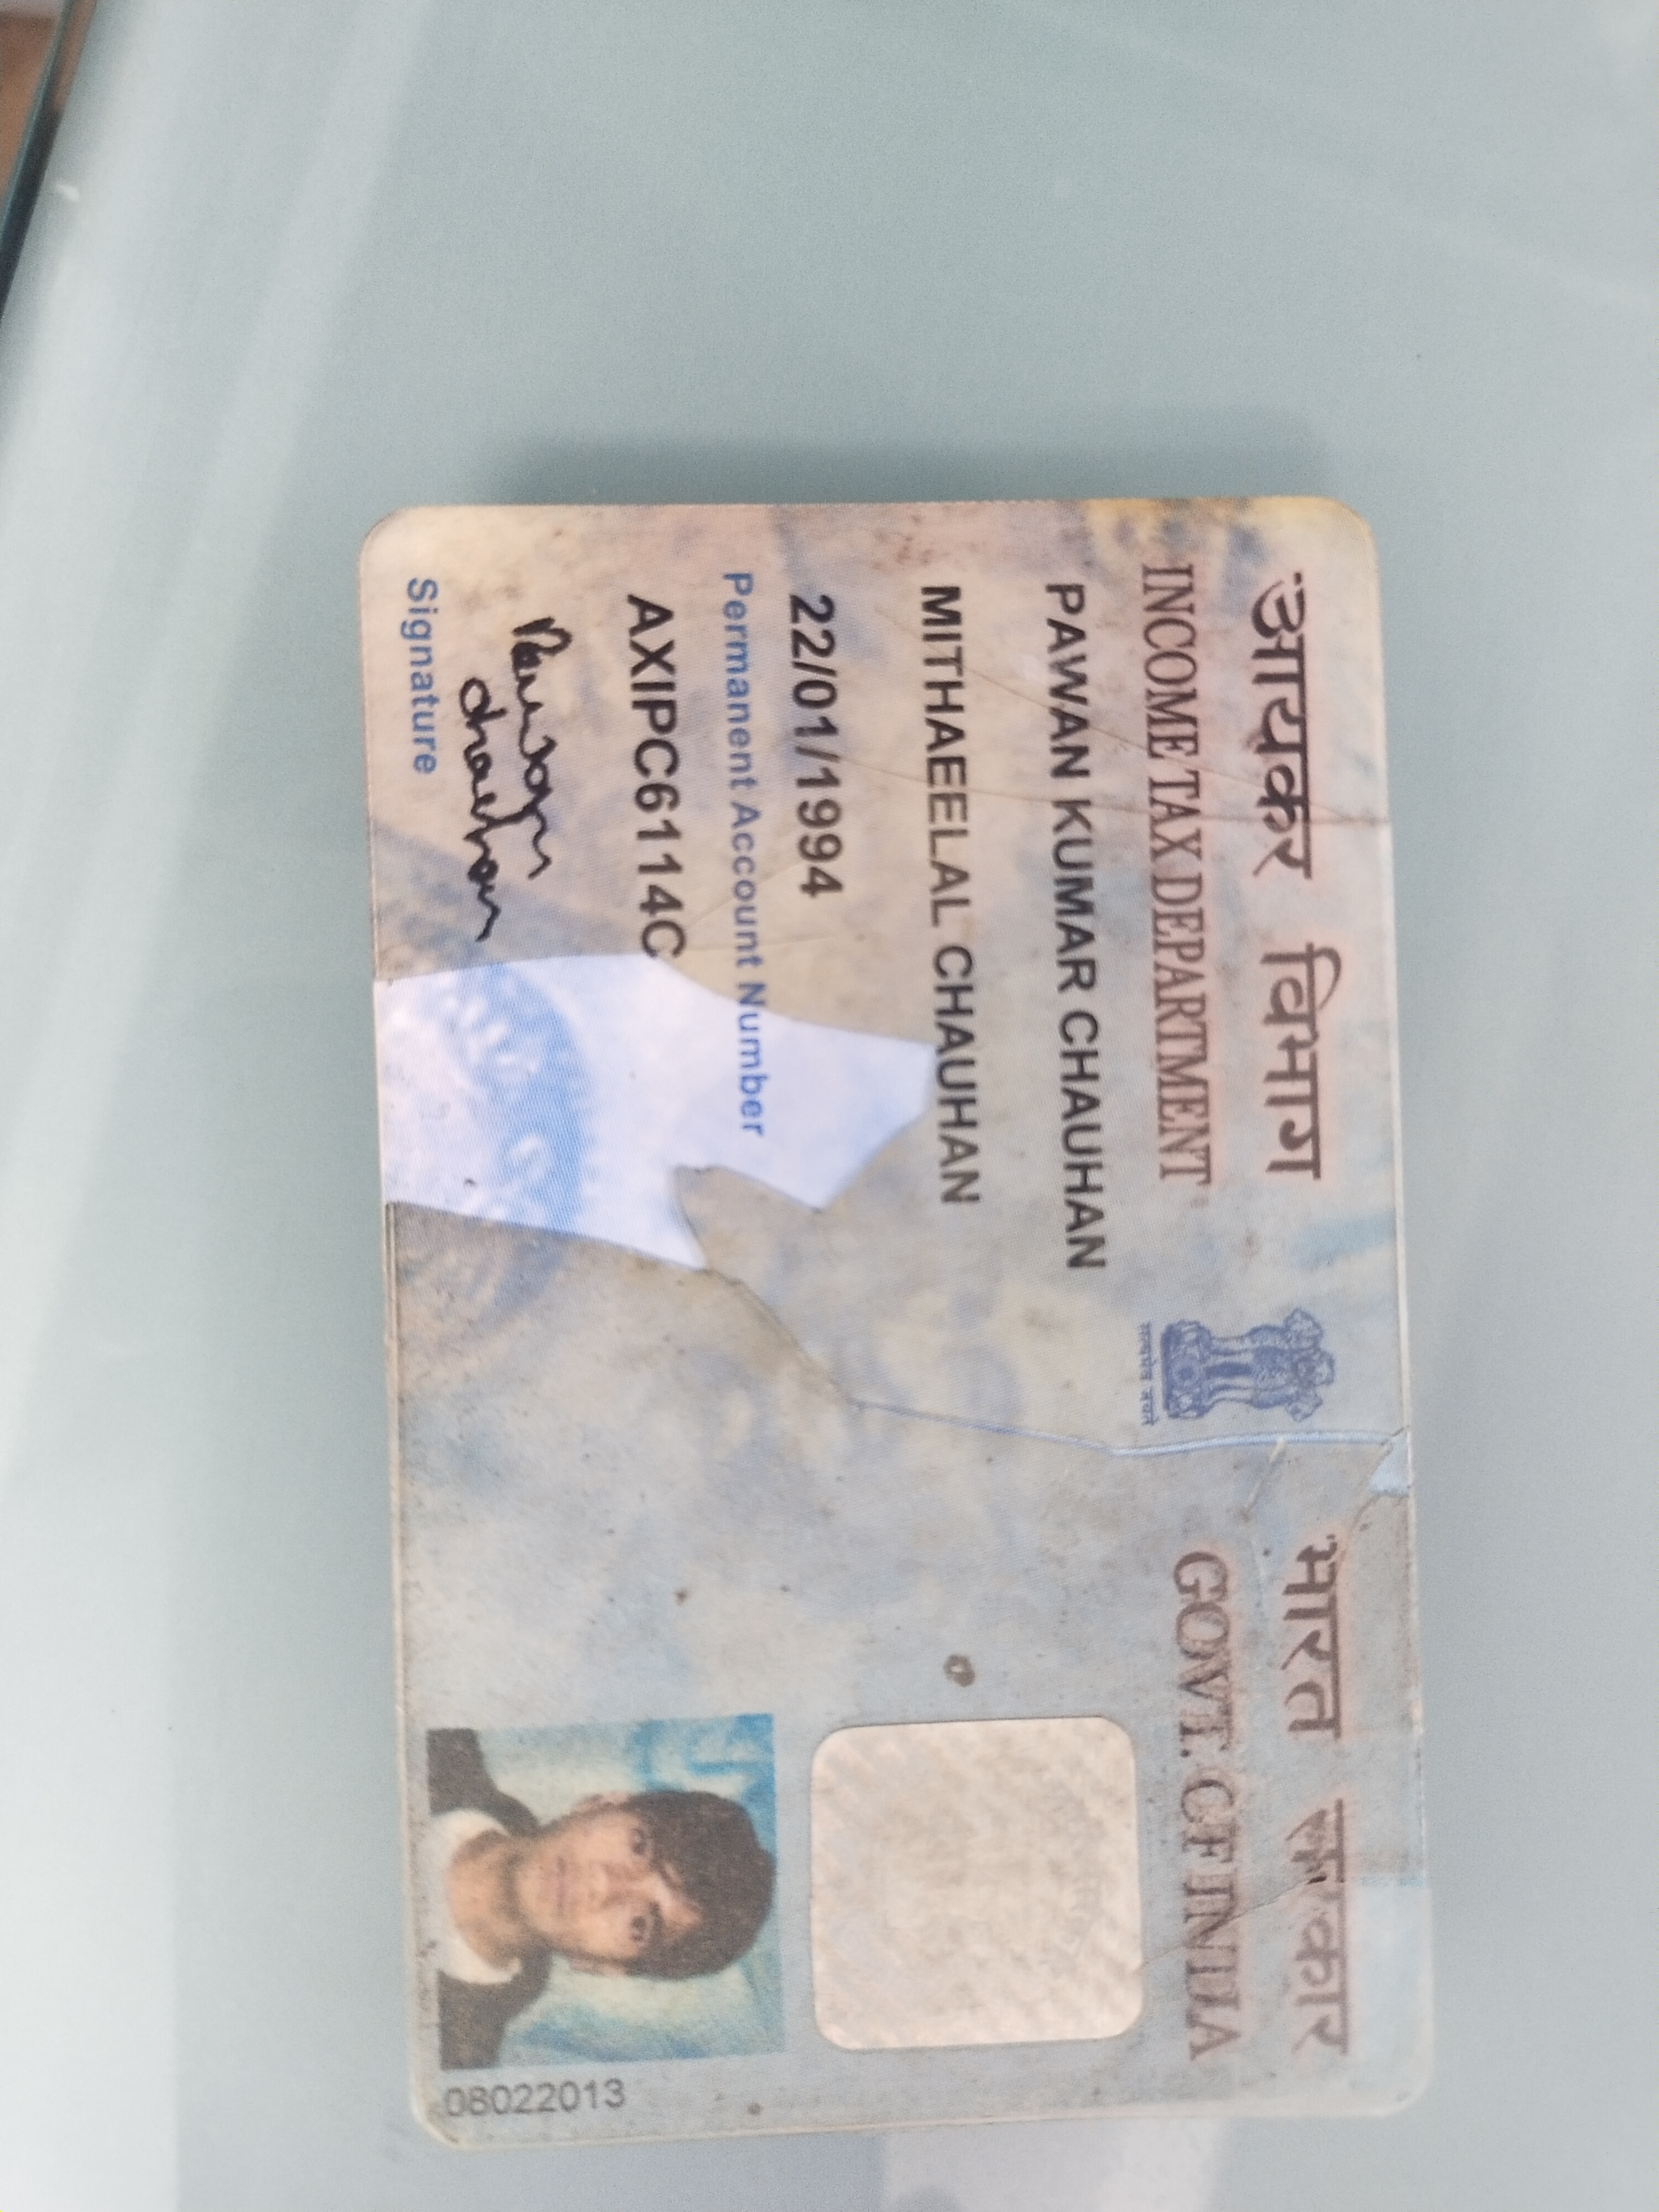 आयकर विभाग
INCOME TAX DEPARTMENT
सत्यमेव जयते
भारत सरकार
GOVT. OF INDIA
PAWAN KUMAR CHAUHAN
MITHAEELAL CHAUHAN
22/01/1994
Permanent Account Number
AXIPC6114C
Pawan
chauhan
Signature
08022013